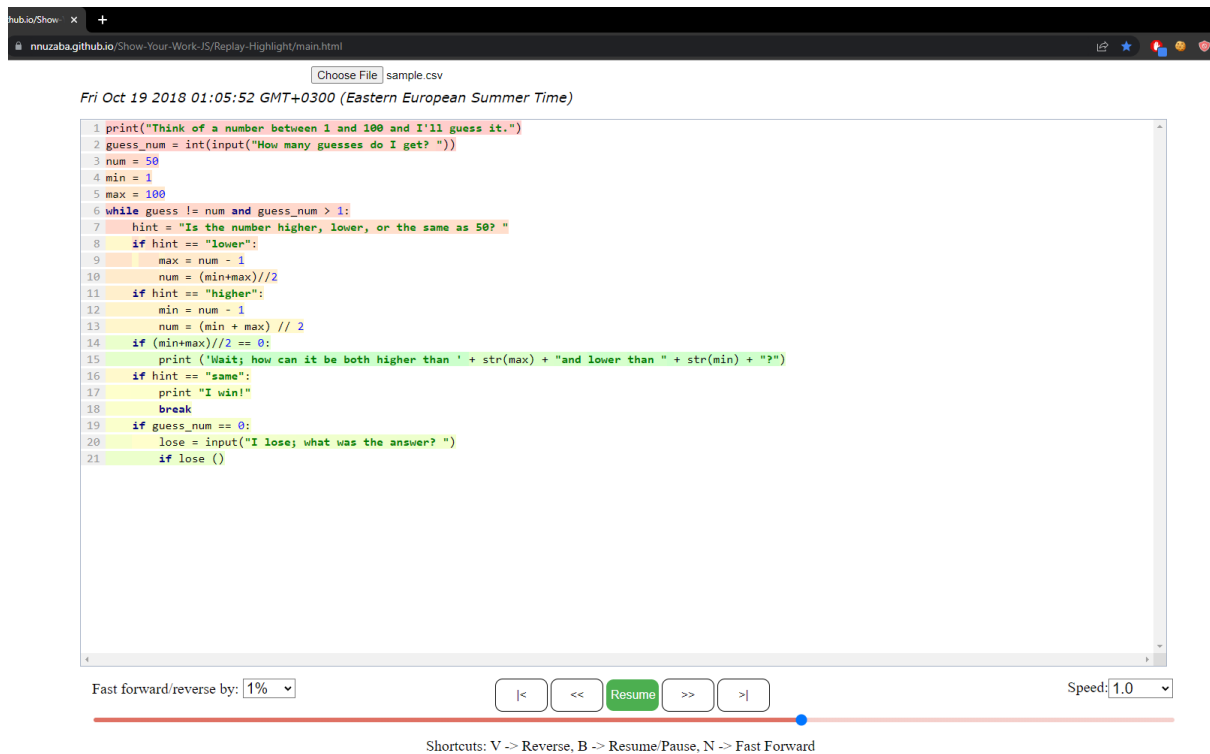 hub.io/Show-
nnuzaba.github.io/Show-Your-Work-JS/Replay-Highlight/main.html
Choose File sample.csv
Fri Oct 19 2018 01:05:52 GMT+0300 (Eastern European Summer Time)
1 print("Think of a number between 1 and 100 and I'll guess it.")
2 guess_num = int(input("How many guesses do I get? "))
3 num = 50
4 min = 1
5 max = 100
6 while guess != num and guess_num > 1:
7     hint = "Is the number higher, lower, or the same as 50? "
8     if hint == "lower":
9         max = num - 1
10         num = (min+max)//2
11     if hint == "higher":
12         min = num - 1
13         num = (min + max) // 2
14     if (min+max)//2 == 0:
15         print ('Wait; how can it be both higher than ' + str(max) + "and lower than " + str(min) + "?")
16     if hint == "same":
17         print "I win!"
18         break
19     if guess_num == 0:
20         lose = input("I lose; what was the answer? ")
21         if lose ()
Fast forward/reverse by: 1% |< << Resume >> >| Speed: 1.0
Shortcuts: V -> Reverse, B -> Resume/Pause, N -> Fast Forward